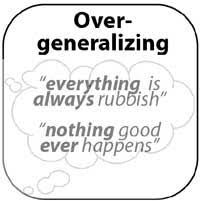 Over-
generalizing
“everything is
always rubbish”
“nothing good
ever happens”